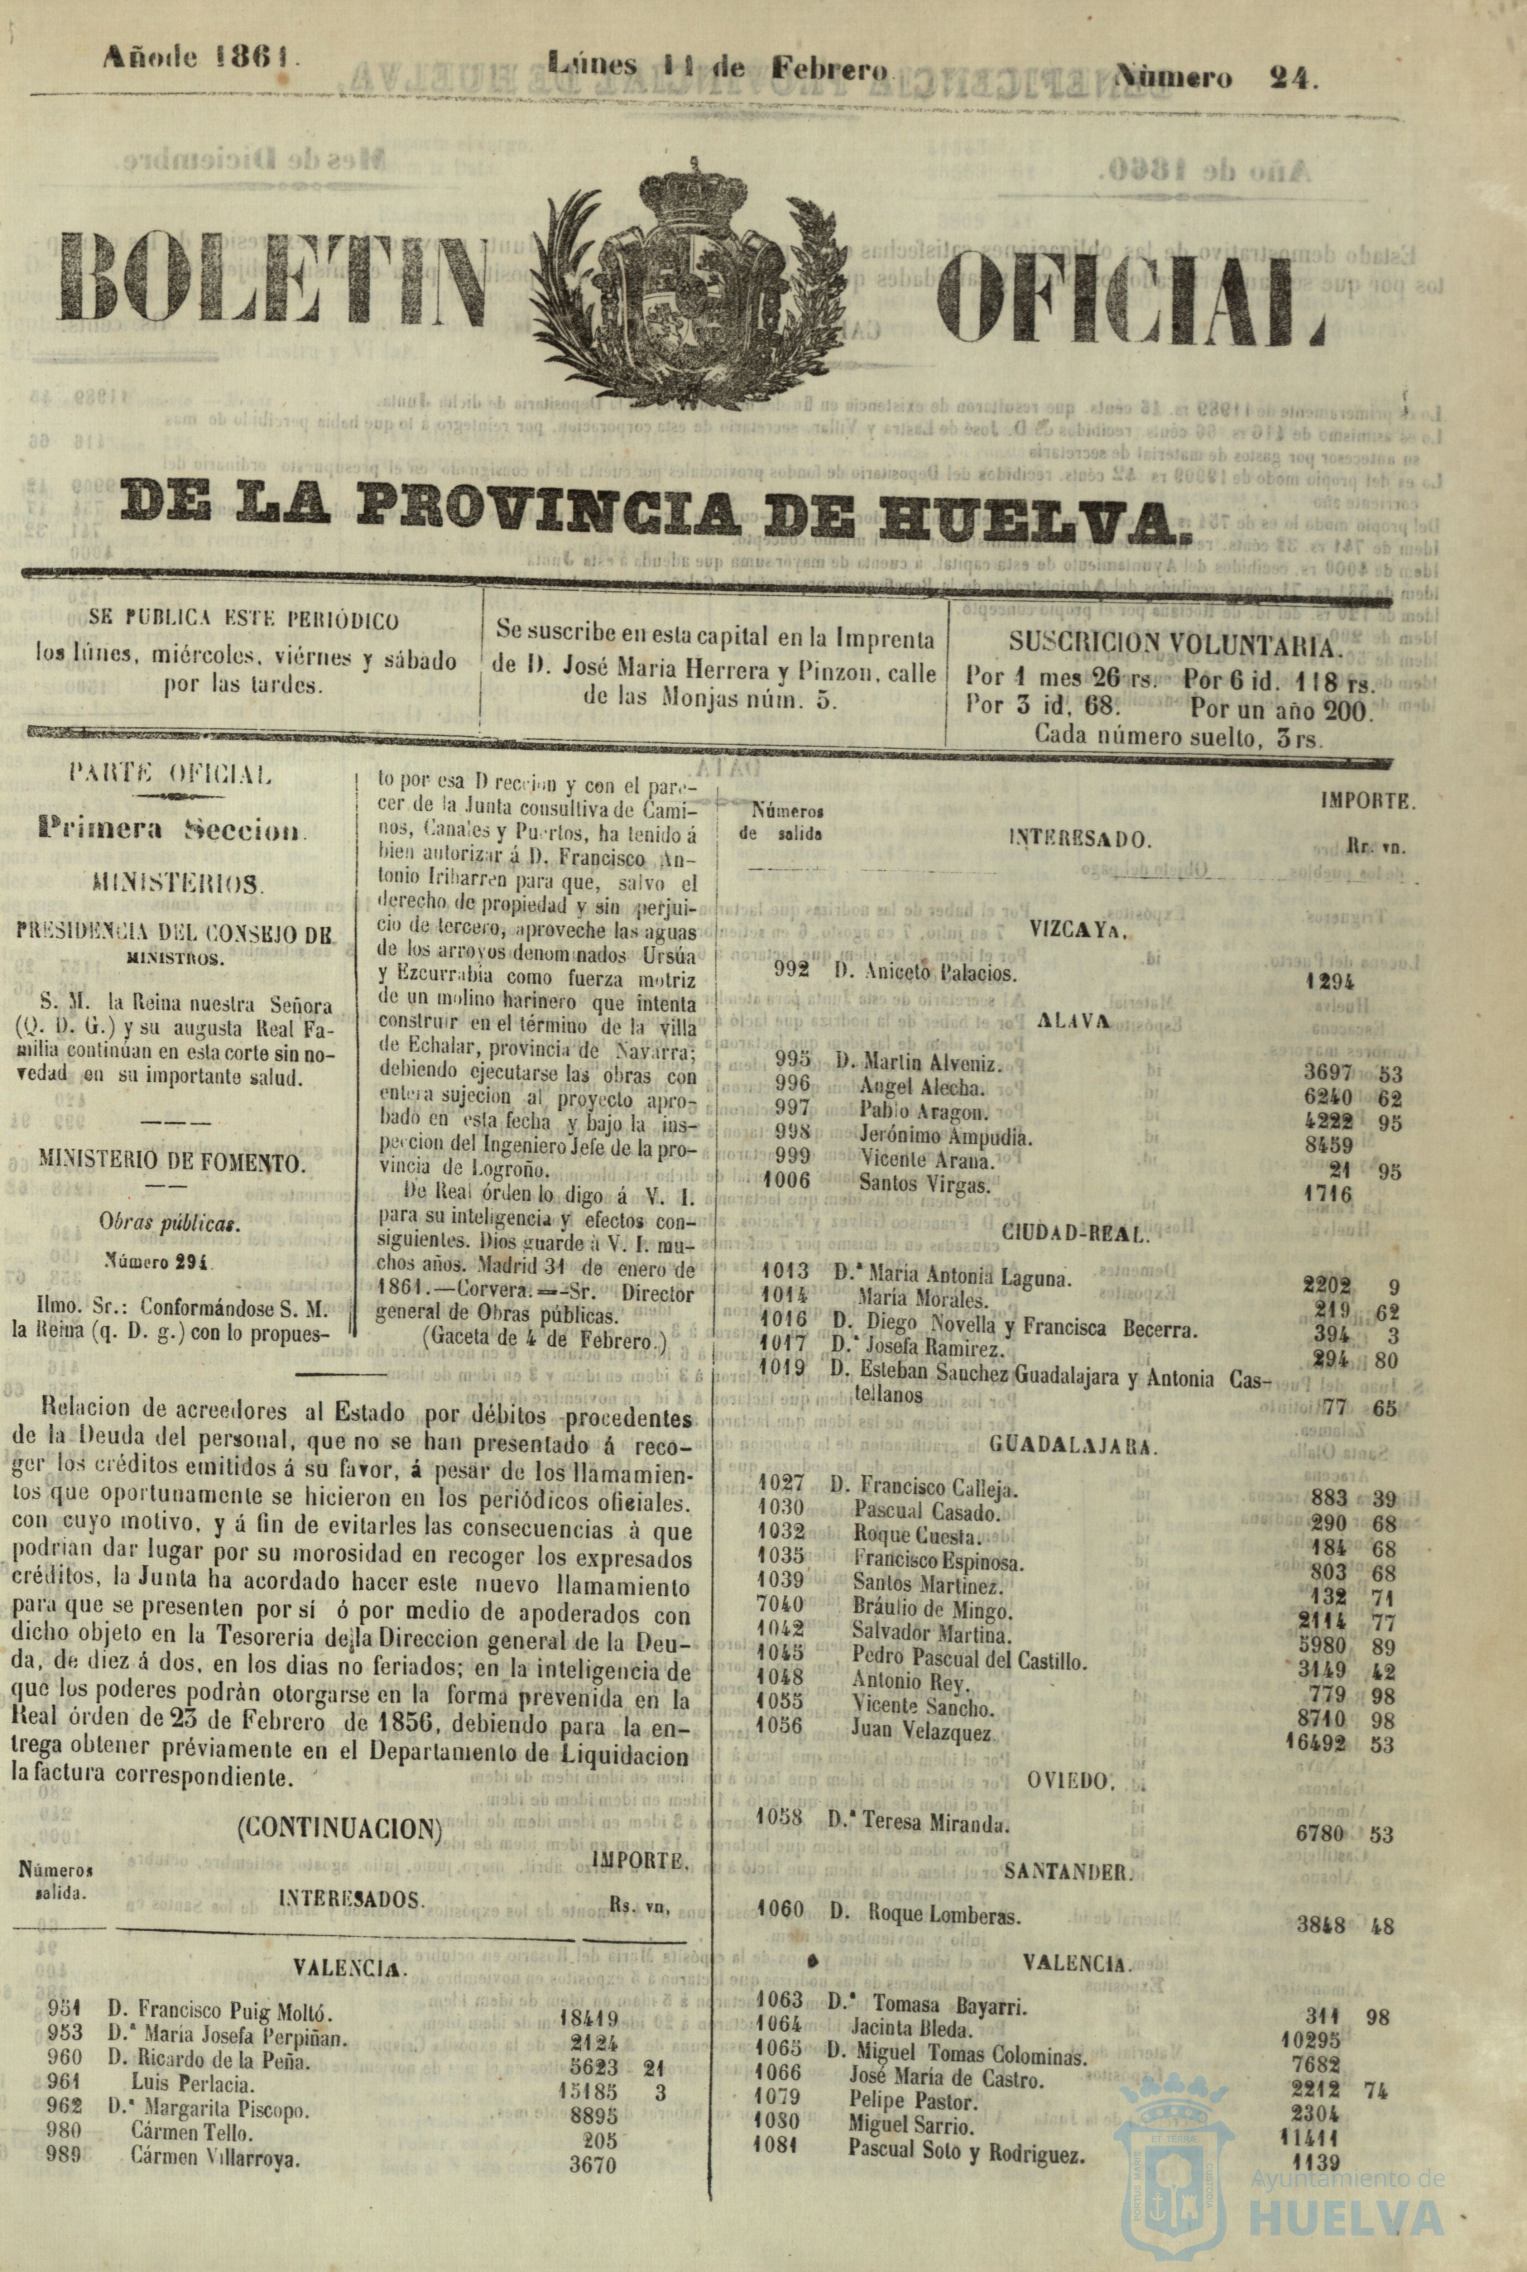 Añode 1861.
Lúnes 11 de Febrero
Número 24.
BOLETIN OFICIAL
DE LA PROVINCIA DE HUELVA.
SE PUBLICA ESTE PERIÓDICO
los lúnes, miércoles, viérnes y sábado
por las tardes.
Se suscribe en esta capital en la Imprenta
de D. José María Herrera y Pinzon, calle
de las Monjas núm. 5.
SUSCRICION VOLUNTARIA.
Por 1 mes 26 rs. Por 6 id. 118 rs.
Por 3 id. 68. Por un año 200.
Cada número suelto, 3 rs.
PARTE OFICIAL
Primera Seccion.
MINISTERIOS.
PRESIDENCIA DEL CONSEJO DE
MINISTROS.
S. M. la Reina nuestra Señora
(Q. D. G.) y su augusta Real Fa-
milia continúan en esta corte sin no-
vedad en su importante salud.
MINISTERIO DE FOMENTO.
Obras públicas.
Número 294.
Ilmo. Sr.: Conformándose S. M.
la Reina (q. D. g.) con lo propues-
to por esa D reccion y con el pare-
cer de la Junta consultiva de Cami-
nos, Canales y Puertos, ha tenido á
bien autorizar á D. Francisco An-
tonio Iribarren para que, salvo el
derecho de propiedad y sin perjui-
cio de tercero, aproveche las aguas
de los arroyos denom nados Ursúa
y Ezcurrabia como fuerza motriz
de un molino harinero que intenta
construir en el término de la villa
de Echalar, provincia de Navarra;
debiendo ejecutarse las obras con
entera sujecion al proyecto apro-
bado en esta fecha y bajo la ins-
peccion del Ingeniero Jefe de la pro-
vincia de Logroño.
De Real órden lo digo á V. I.
para su inteligencia y efectos con-
siguientes. Dios guarde á V. I. mu-
chos años. Madrid 31 de enero de
1861.—Corvera.—Sr. Director
general de Obras públicas.
(Gaceta de 4 de Febrero.)
Relacion de acreedores al Estado por débitos procedentes
de la Deuda del personal, que no se han presentado á reco-
ger los créditos emitidos á su favor, á pesar de los llamamien-
tos que oportunamente se hicieron en los periódicos oficiales.
con cuyo motivo, y á fin de evitarles las consecuencias à que
podrian dar lugar por su morosidad en recoger los expresados
créditos, la Junta ha acordado hacer este nuevo llamamiento
para que se presenten por sí ó por medio de apoderados con
dicho objeto en la Tesorería de la Direccion general de la Deu-
da, de diez á dos, en los dias no feriados; en la inteligencia de
que los poderes podrán otorgarse en la forma prevenida en la
Real órden de 23 de Febrero de 1856, debiendo para la en-
trega obtener préviamente en el Departamento de Liquidacion
la factura correspondiente.
(CONTINUACION)
Números
salida.
INTERESADOS.
IMPORTE.
Rs. vn,
VALENCIA.
951 D. Francisco Puig Moltó. 18419
953 D.ª Maria Josefa Perpiñan. 2124
960 D. Ricardo de la Peña. 5623 21
961 Luis Perlacia. 15185 3
962 D.ª Margarita Piscopo. 8895
980 Cármen Tello. 205
989 Cármen Villarroya. 3670
Números
de salida
INTERESADO.
IMPORTE.
Rr. vn.
VIZCAYA.
992 D. Aniceto Palacios. 1294
ALAVA
995 D. Martin Alveniz. 3697 53
996 Angel Alecha. 6240 62
997 Pablo Aragon. 4222 95
998 Jerónimo Ampudia. 8459
999 Vicente Arana. 21 95
1006 Santos Virgas. 1716
CIUDAD-REAL.
1013 D.ª Maria Antonia Laguna. 2202 9
1014 María Morales. 219 62
1016 D. Diego Novella y Francisca Becerra. 394 3
1017 D.ª Josefa Ramirez. 294 80
1019 D. Esteban Sanchez Guadalajara y Antonia Cas-
tellanos 77 65
GUADALAJARA.
1027 D. Francisco Calleja. 883 39
1030 Pascual Casado. 290 68
1032 Roque Cuesta. 184 68
1035 Francisco Espinosa. 803 68
1039 Santos Martinez. 132 71
7040 Bráulio de Mingo. 2114 77
1042 Salvador Martina. 5980 89
1045 Pedro Pascual del Castillo. 3149 42
1048 Antonio Rey. 779 98
1055 Vicente Sancho. 8710 98
1056 Juan Velazquez 16492 53
OVIEDO.
1058 D.ª Teresa Miranda. 6780 53
SANTANDER.
1060 D. Roque Lomberas. 3848 48
VALENCIA.
1063 D.ª Tomasa Bayarri. 311 98
1064 Jacinta Bleda. 10295
1065 D. Miguel Tomas Colominas. 7682
1066 José María de Castro. 2212 74
1079 Pelipe Pastor. 2304
1080 Miguel Sarrio. 11411
1081 Pascual Soto y Rodriguez. 1139
Ayuntamiento de
HUELVA